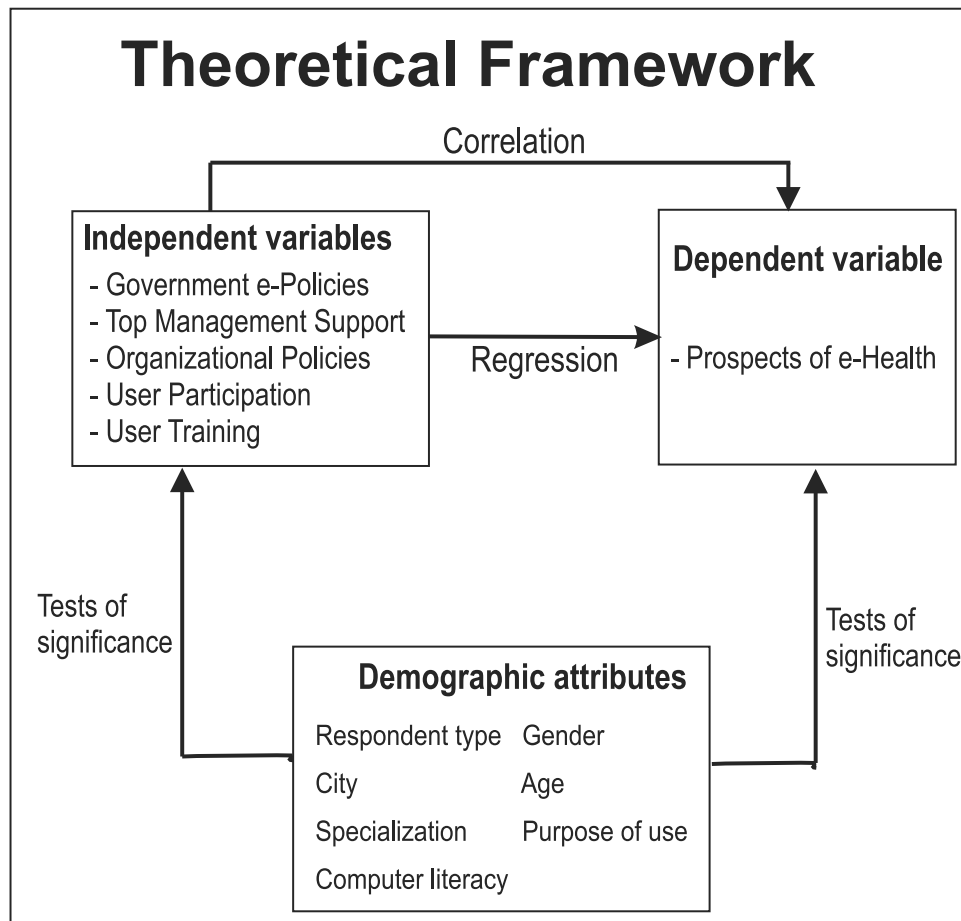 Theoretical Framework
Correlation
Independent variables
- Government e-Policies
- Top Management Support
- Organizational Policies
- User Participation
- User Training
Regression
Dependent variable
- Prospects of e-Health
Tests of
significance
Tests of
significance
Demographic attributes
Respondent type Gender
City Age
Specialization Purpose of use
Computer literacy